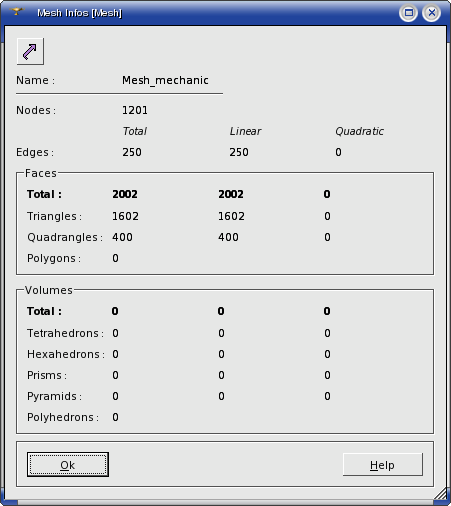 Mesh Infos [Mesh]
Name : Mesh_mechanic
Nodes : 1201
Total Linear Quadratic
Edges : 250 250 0
Faces
Total : 2002 2002 0
Triangles : 1602 1602 0
Quadrangles : 400 400 0
Polygons : 0
Volumes
Total : 0 0 0
Tetrahedrons : 0 0 0
Hexahedrons : 0 0 0
Prisms : 0 0 0
Pyramids : 0 0 0
Polyhedrons : 0
Ok Help